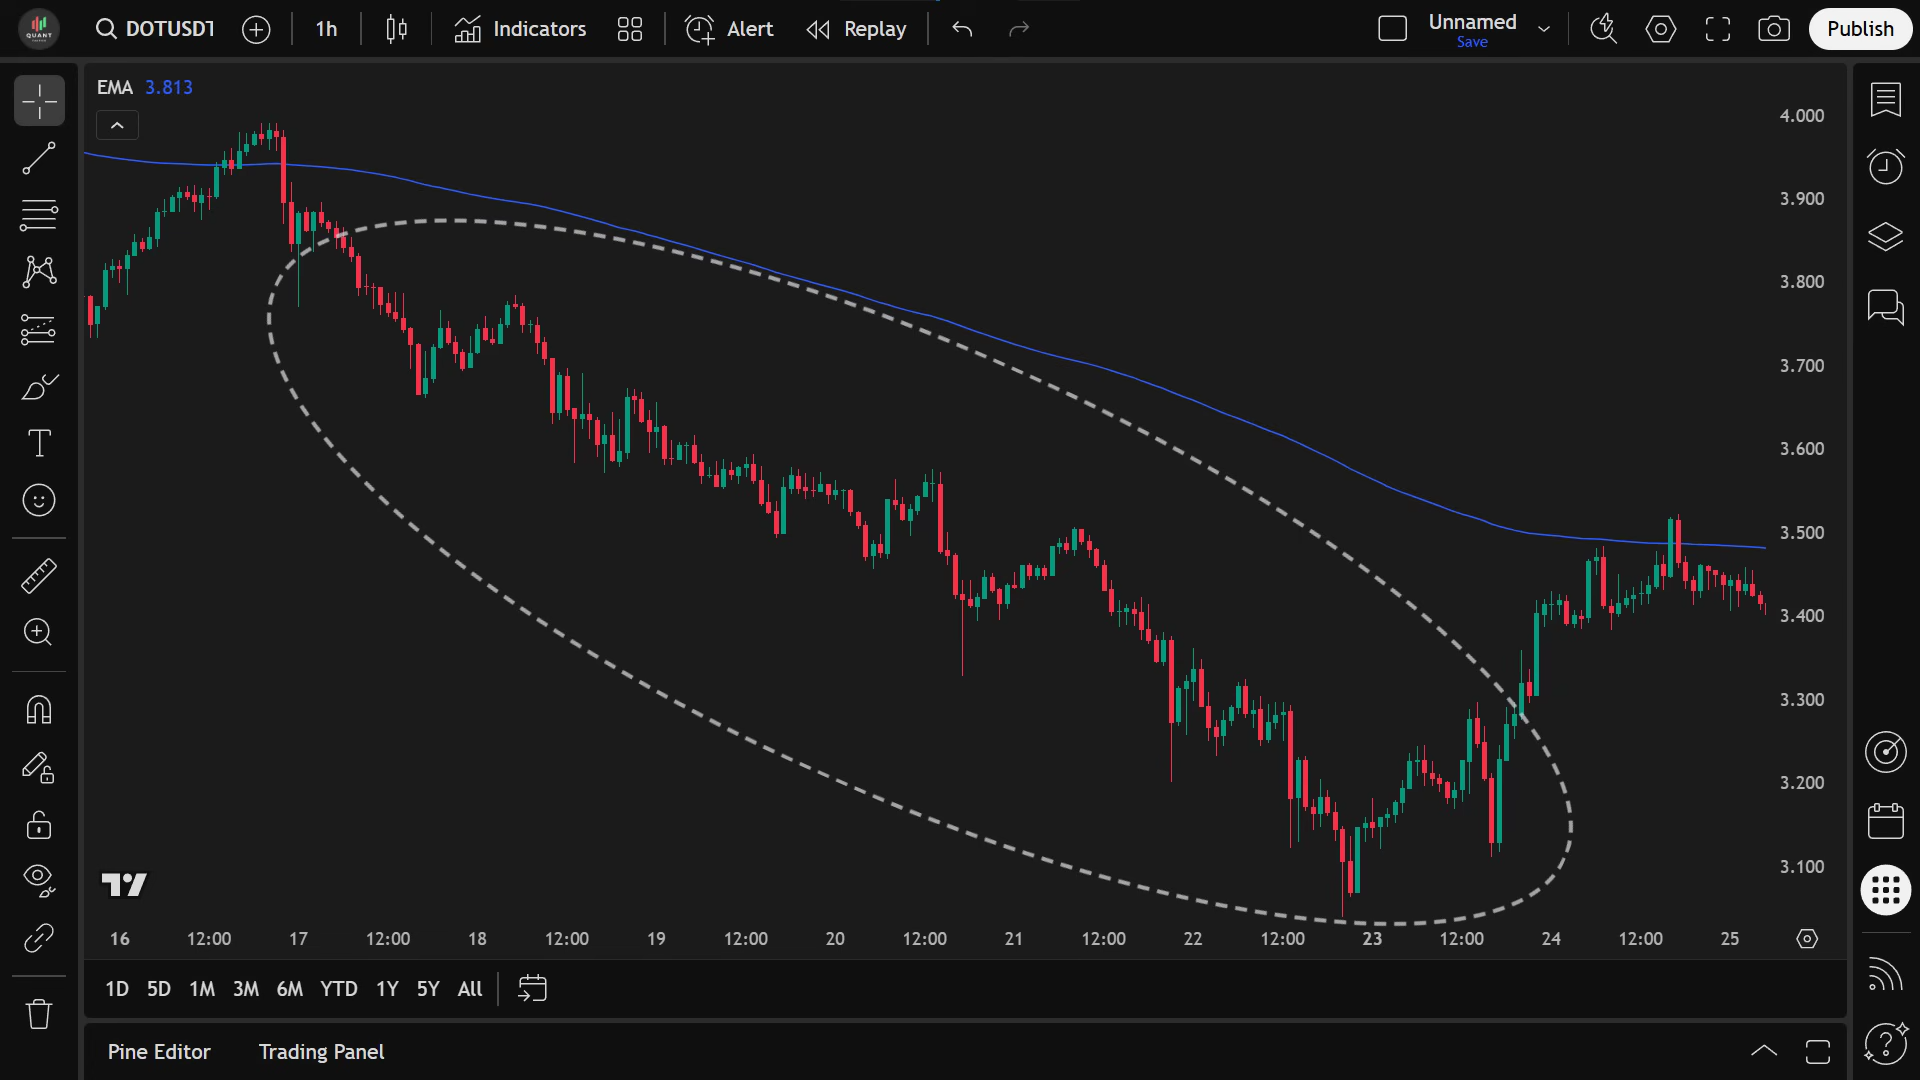 QUANT
DOTUSDT
1h
Indicators
Alert
Replay
Unnamed
Save
Publish
EMA 3.813
4.000
3.900
3.800
3.700
3.600
3.500
3.400
3.300
3.200
3.100
16 12:00 17 12:00 18 12:00 19 12:00 20 12:00 21 12:00 22 12:00 23 12:00 24 12:00 25
1D 5D 1M 3M 6M YTD 1Y 5Y All
Pine Editor Trading Panel